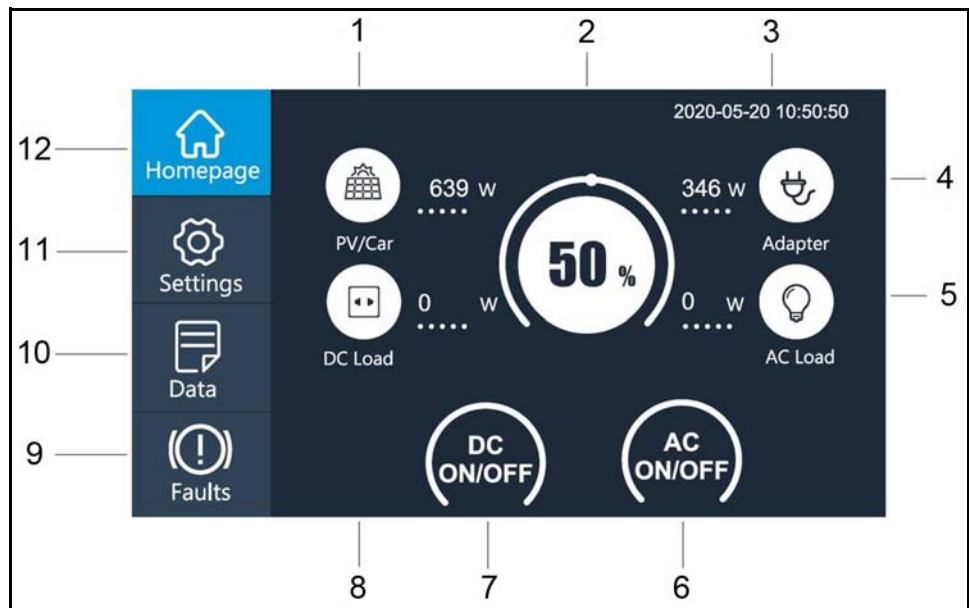 1 2 3
2020-05-20 10:50:50
12
Homepage
639 W
346 W
4
PV/Car
Adapter
11
Settings
50 %
0 W
0 W
5
DC Load
AC Load
10
Data
9
Faults
DC
ON/OFF
AC
ON/OFF
8 7 6